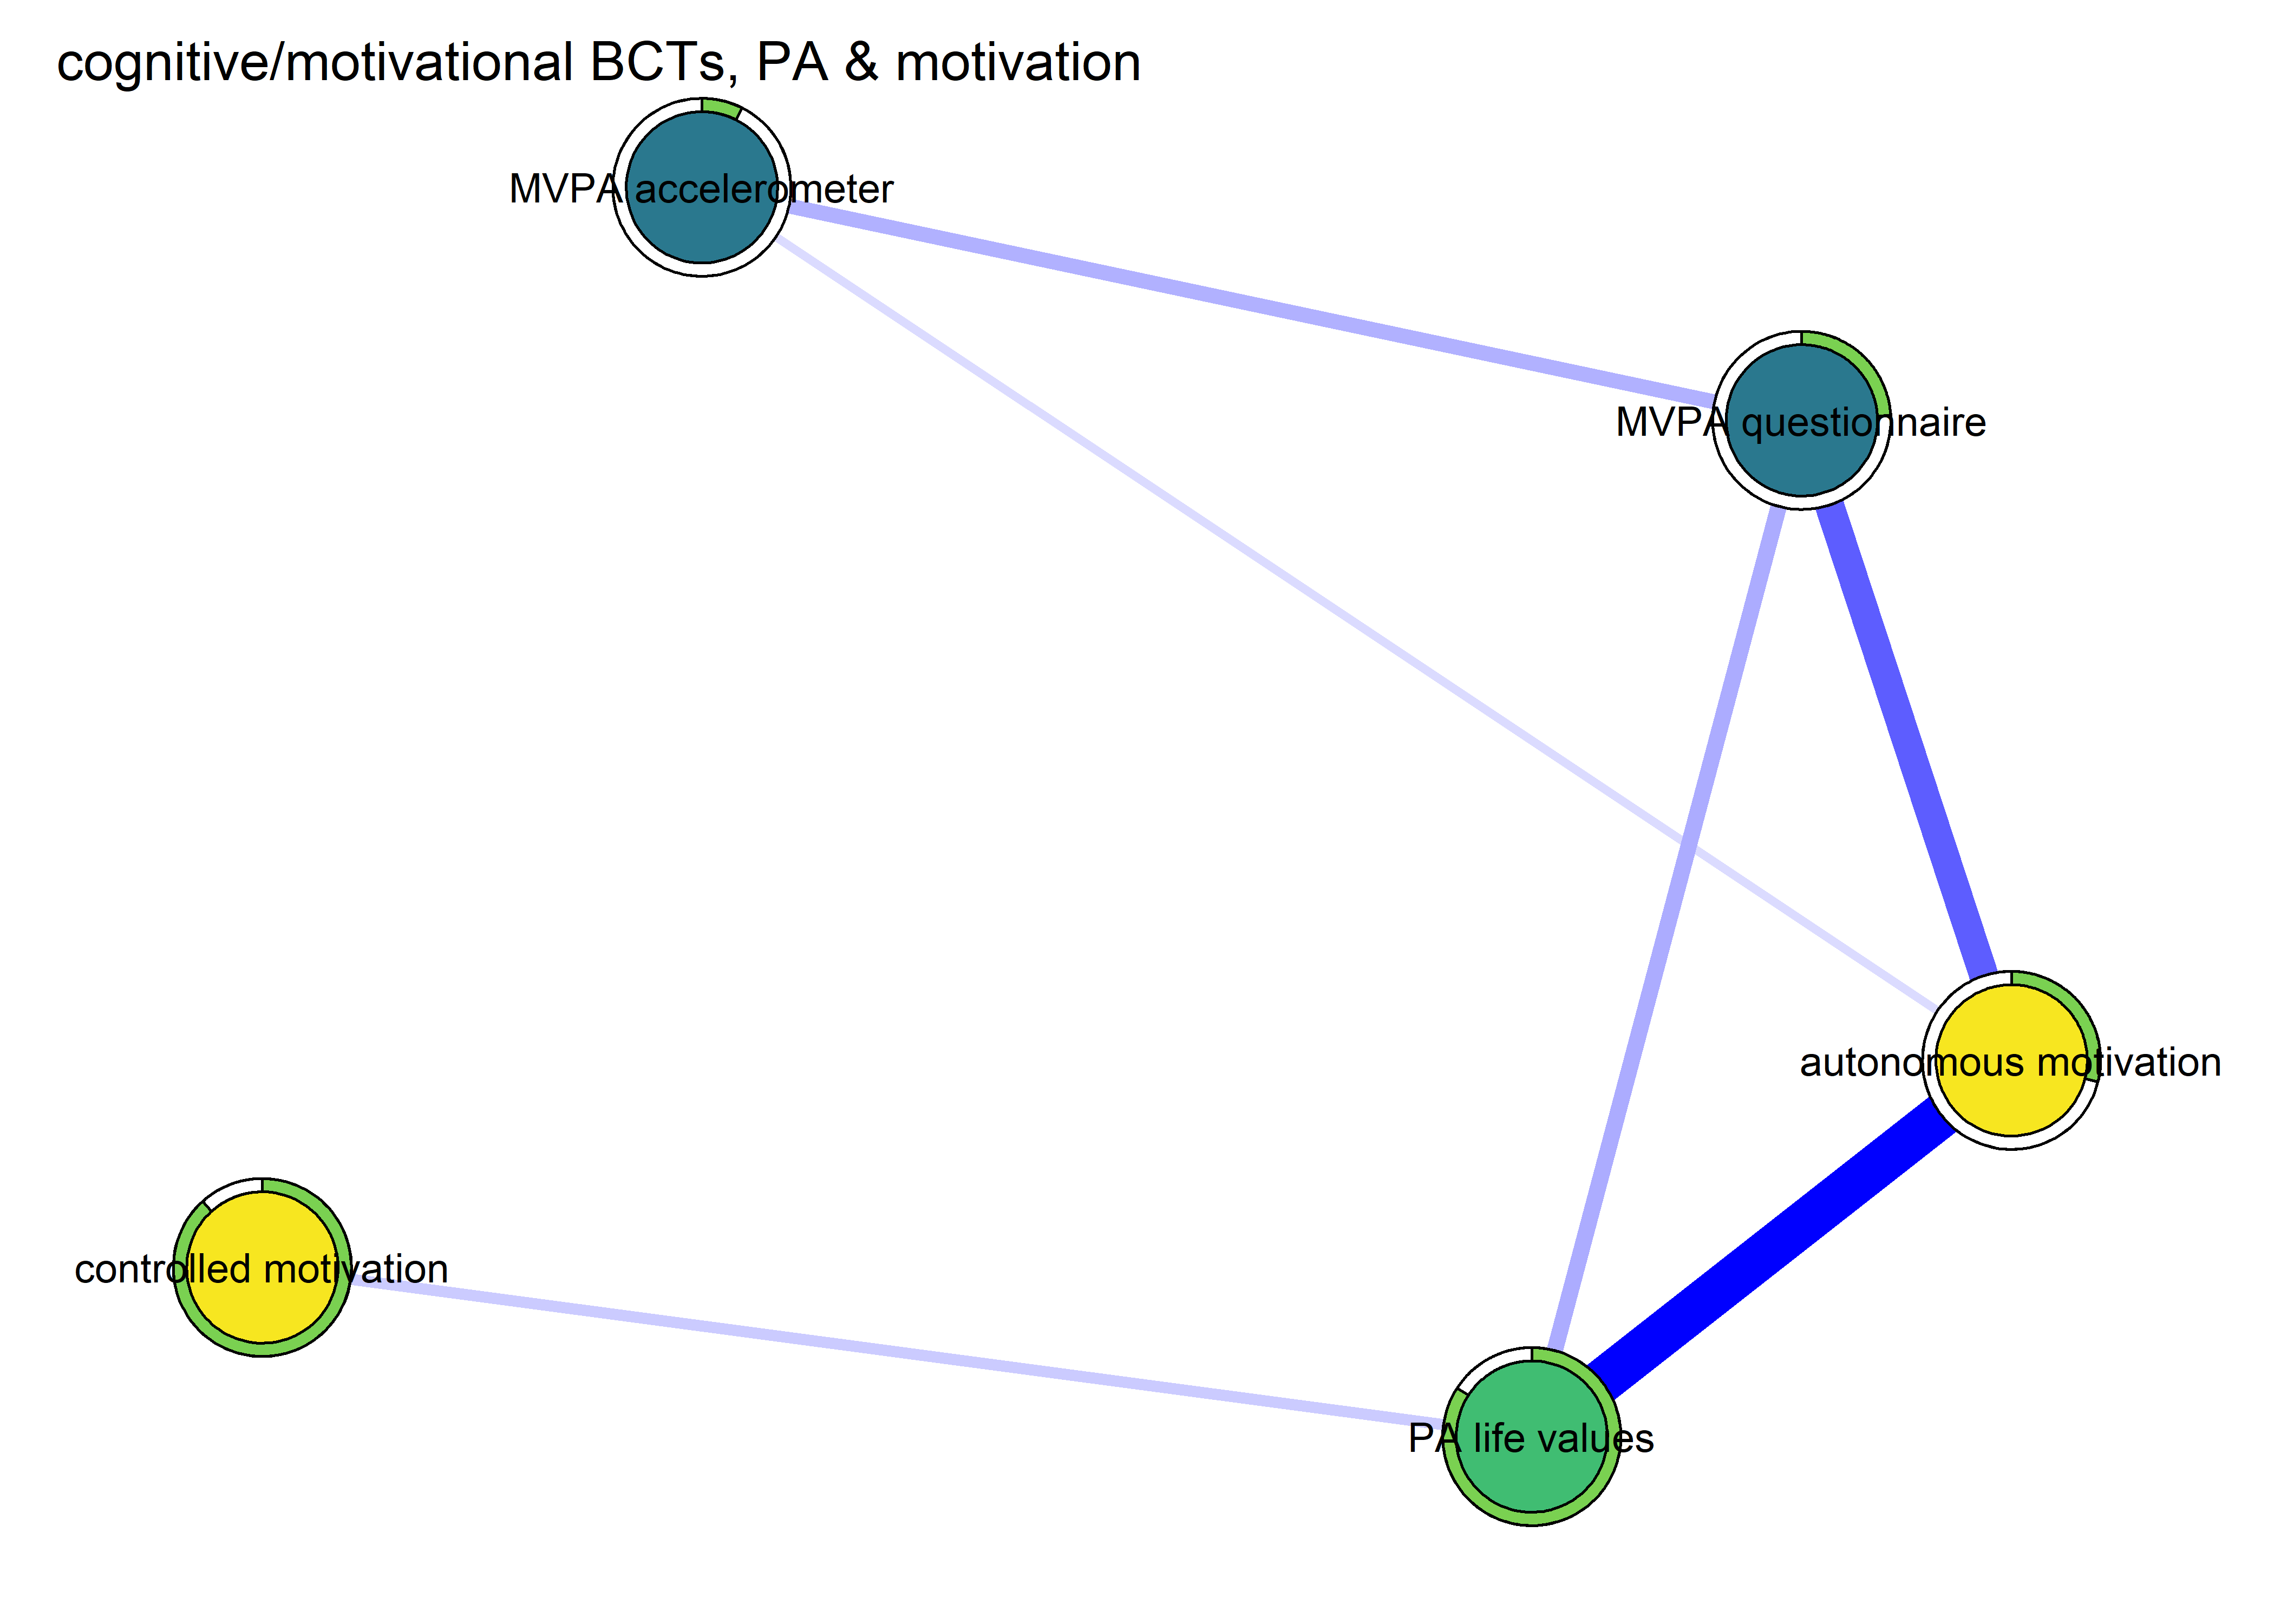 cognitive/motivational BCTs, PA & motivation
MVPA accelerometer
MVPA questionnaire
autonomous motivation
controlled motivation
PA life values